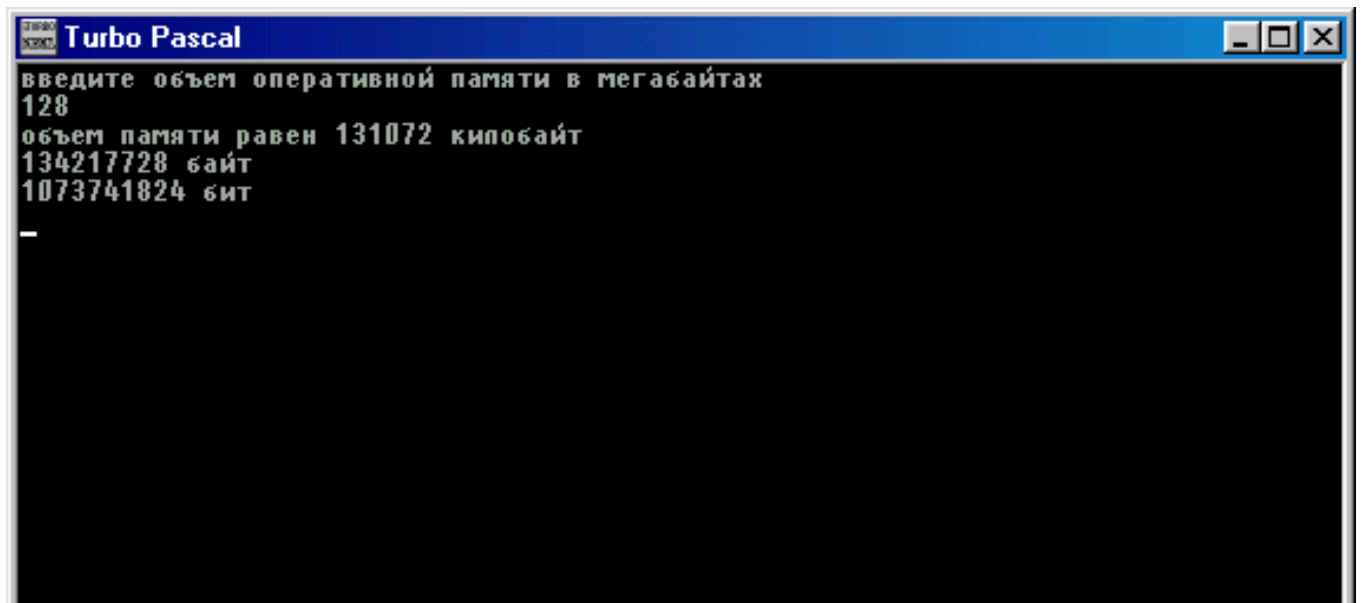 Turbo Pascal
введите объем оперативной памяти в мегабайтах
128
объем памяти равен 131072 килобайт
134217728 байт
1073741824 бит